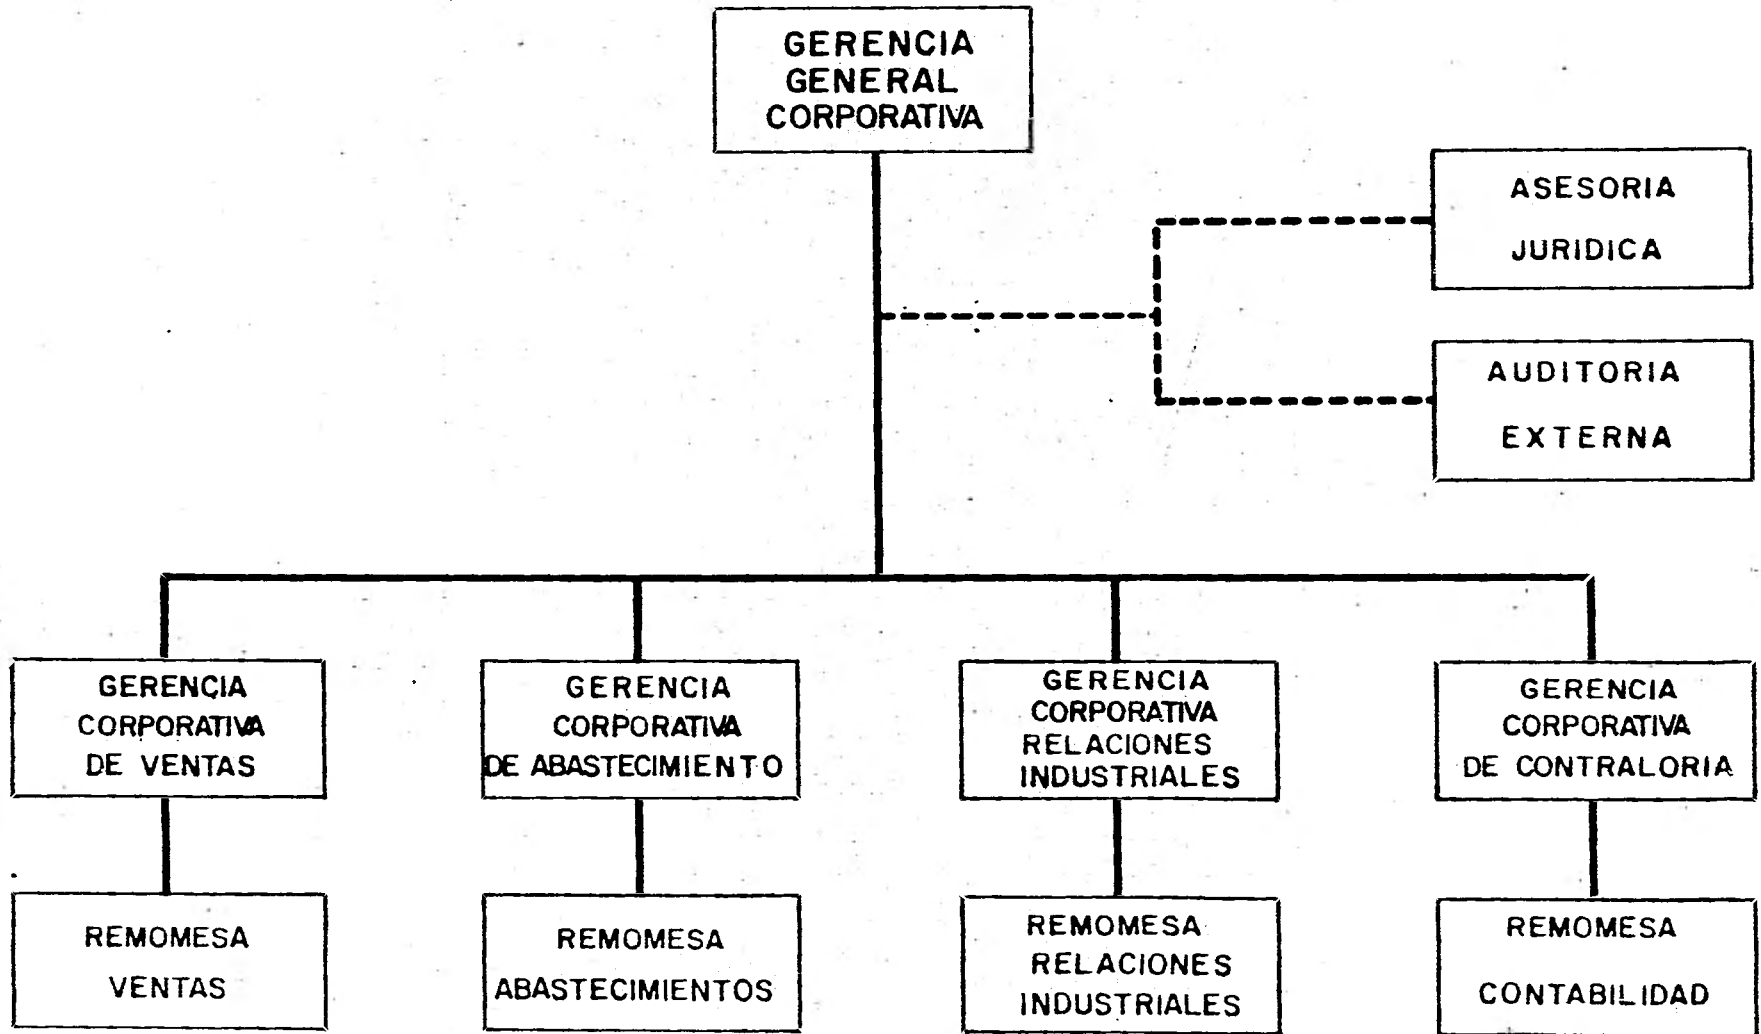 GERENCIA
GENERAL
CORPORATIVA
ASESORIA
JURIDICA
AUDITORIA
EXTERNA
GERENCIA
CORPORATIVA
DE VENTAS
GERENCIA
CORPORATIVA
DE ABASTECIMIENTO
GERENCIA
CORPORATIVA
RELACIONES
INDUSTRIALES
GERENCIA
CORPORATIVA
DE CONTRALORIA
REMOMESA
VENTAS
REMOMESA
ABASTECIMIENTOS
REMOMESA
RELACIONES
INDUSTRIALES
REMOMESA
CONTABILIDAD